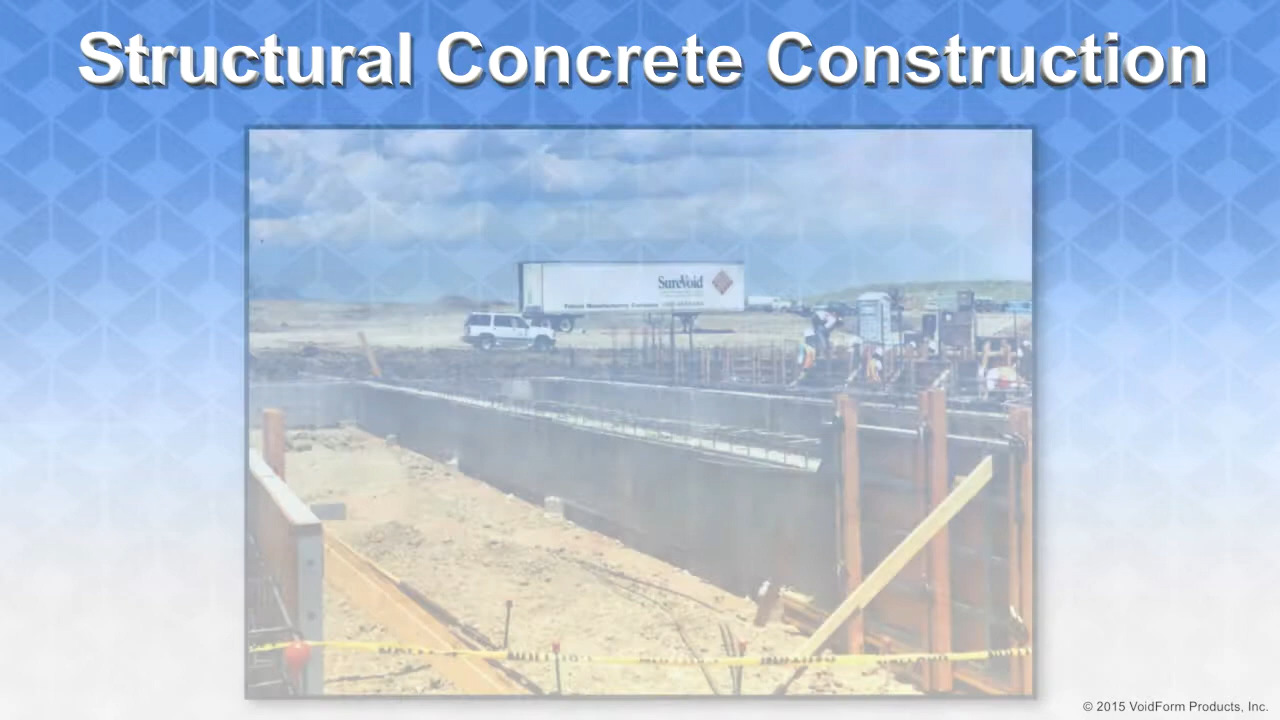 Structural Concrete Construction
SureVoid
© 2015 VoidForm Products, Inc.